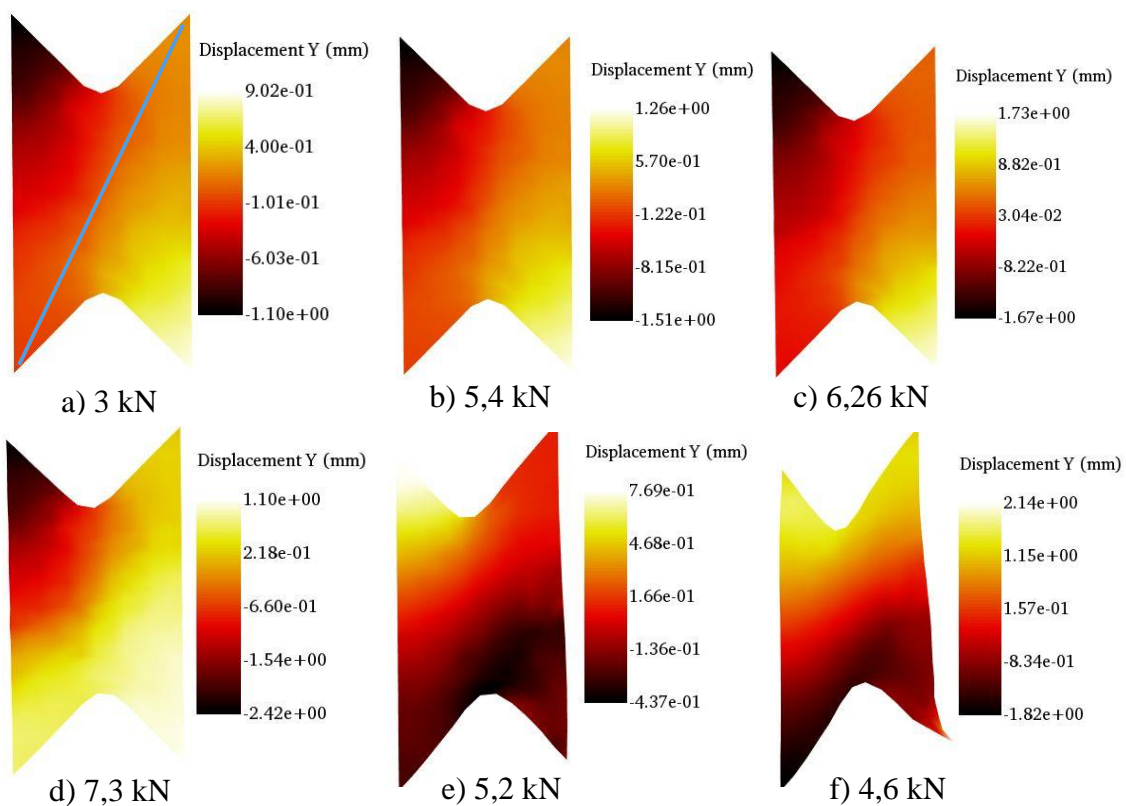 Displacement Y (mm)
9.02e-01
4.00e-01
-1.01e-01
-6.03e-01
-1.10e+00
a) 3 kN
Displacement Y (mm)
1.26e+00
5.70e-01
-1.22e-01
-8.15e-01
-1.51e+00
b) 5,4 kN
Displacement Y (mm)
1.73e+00
8.82e-01
3.04e-02
-8.22e-01
-1.67e+00
c) 6,26 kN
Displacement Y (mm)
1.10e+00
2.18e-01
-6.60e-01
-1.54e+00
-2.42e+00
d) 7,3 kN
Displacement Y (mm)
7.69e-01
4.68e-01
1.66e-01
-1.36e-01
-4.37e-01
e) 5,2 kN
Displacement Y (mm)
2.14e+00
1.15e+00
1.57e-01
-8.34e-01
-1.82e+00
f) 4,6 kN